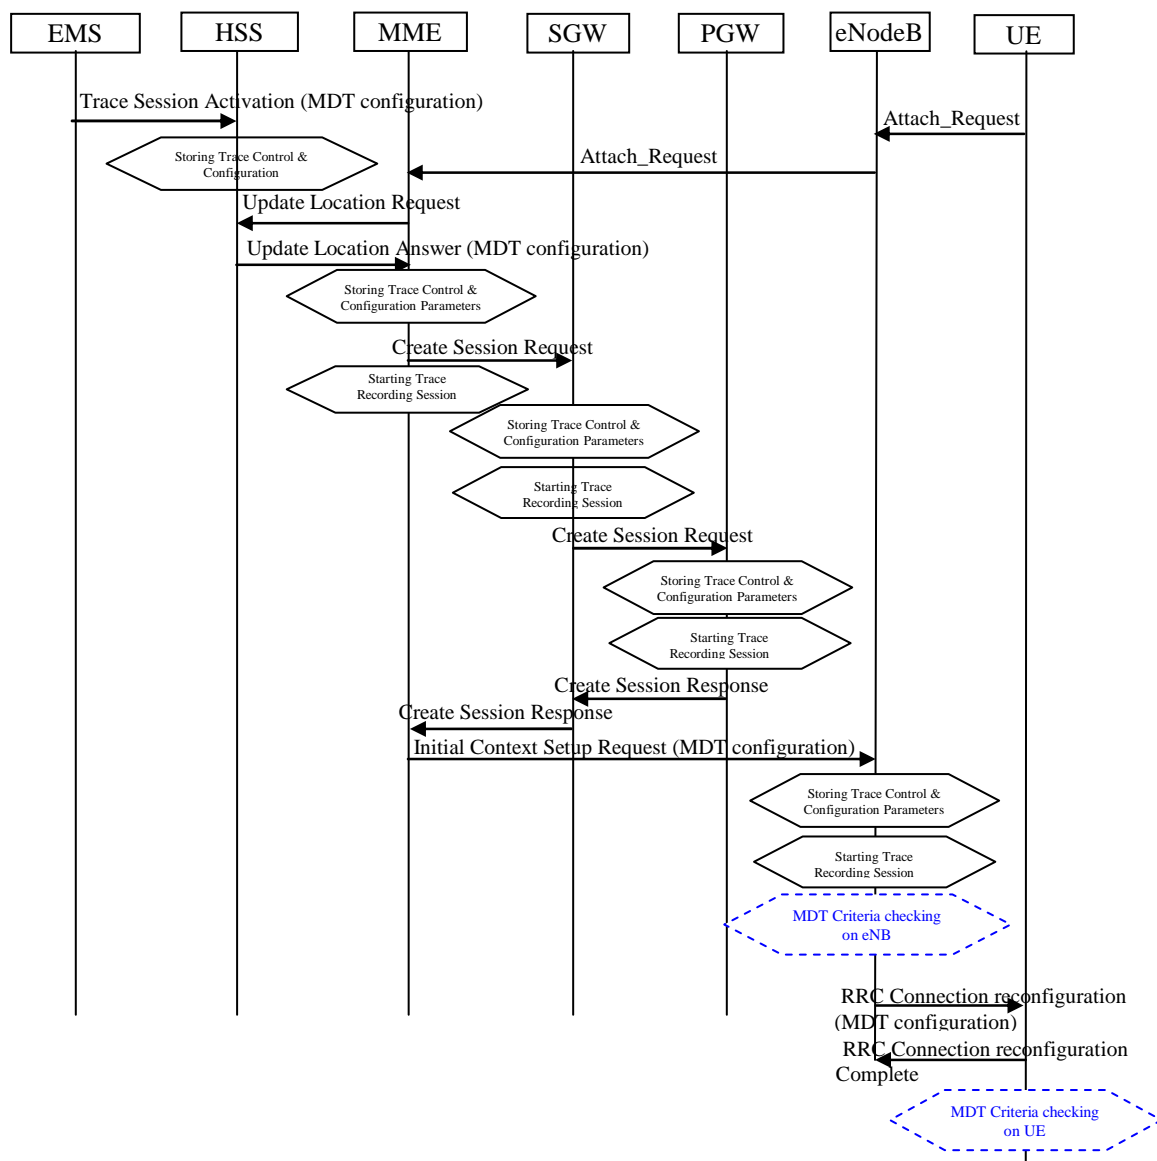 EMS
HSS
MME
SGW
PGW
eNodeB
UE
Trace Session Activation (MDT configuration)
Attach_Request
Storing Trace Control &
Configuration
Attach_Request
Update Location Request
Update Location Answer (MDT configuration)
Storing Trace Control &
Configuration Parameters
Create Session Request
Starting Trace
Recording Session
Storing Trace Control &
Configuration Parameters
Starting Trace
Recording Session
Create Session Request
Storing Trace Control &
Configuration Parameters
Starting Trace
Recording Session
Create Session Response
Create Session Response
Initial Context Setup Request (MDT configuration)
Storing Trace Control &
Configuration Parameters
Starting Trace
Recording Session
MDT Criteria checking
on eNB
RRC Connection reconfiguration
(MDT configuration)
RRC Connection reconfiguration
Complete
MDT Criteria checking
on UE